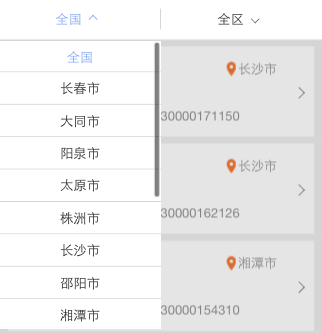 全国
全区
全国
长春市
大同市
阳泉市
太原市
株洲市
长沙市
邵阳市
湘潭市
长沙市
30000171150
长沙市
30000162126
湘潭市
30000154310